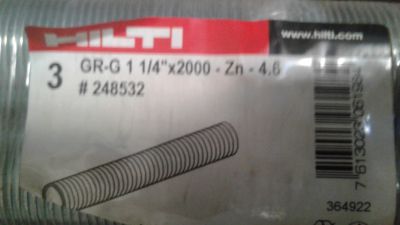 HILTI
www.hilti.com
3
GR-G 1 1/4"x2000 - Zn - 4.6
# 248532
364922